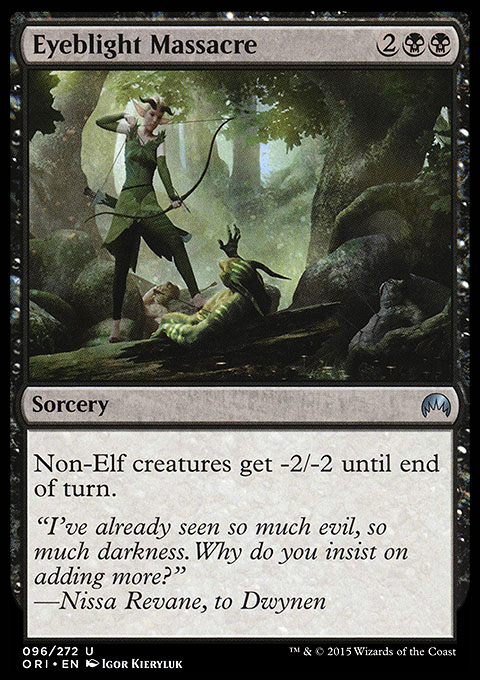 Eyeblight Massacre 2
Sorcery
Non-Elf creatures get -2/-2 until end
of turn.
“I’ve already seen so much evil, so
much darkness. Why do you insist on
adding more?”
—Nissa Revane, to Dwynen
096/272 U
ORI • EN Igor Kieryluk
™ & © 2015 Wizards of the Coast